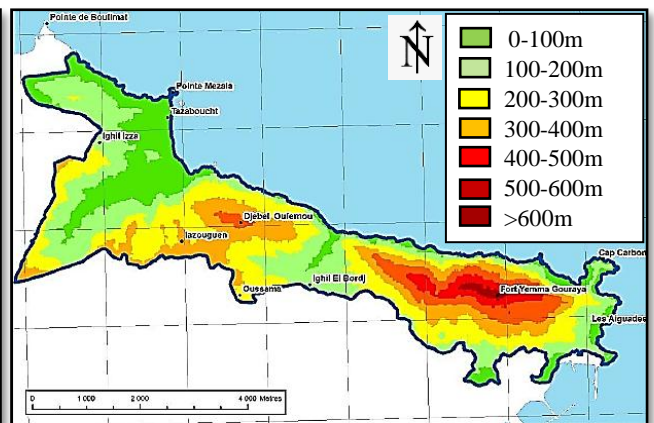 Pointe de Boulimat
N
0-100m
100-200m
200-300m
300-400m
400-500m
500-600m
>600m
Pointe Mezaia
Tazaboucht
Ighil Izza
Djebel Oufernou
Iazouguen
Cap Carbon
Ighil El Bordj
Oussama
Fort Yemma Gouraya
Les Aiguades
0 1 000 2 000 4 000 Metres